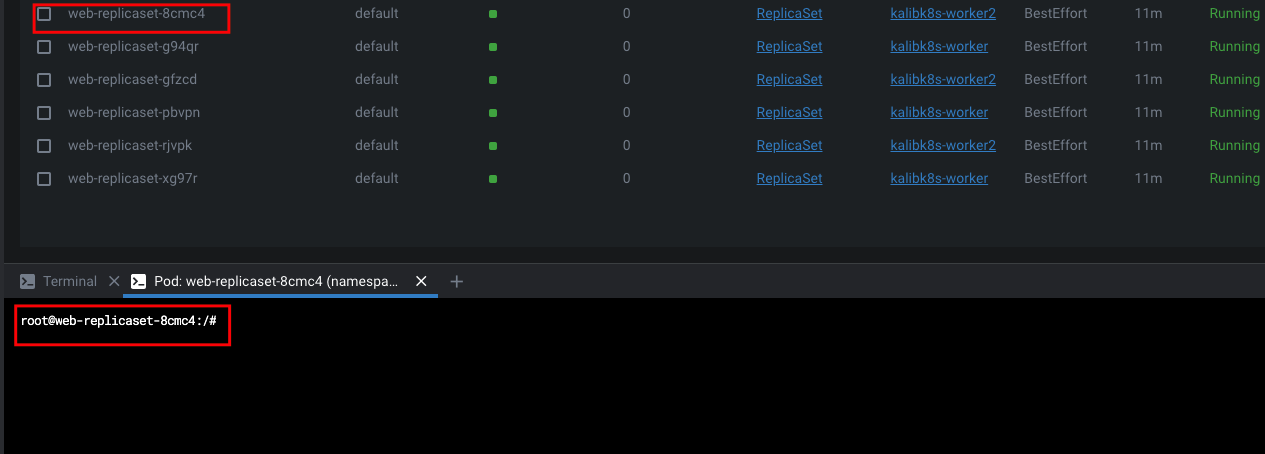 web-replicaset-8cmc4 default 0 ReplicaSet kalibk8s-worker2 BestEffort 11m Running
web-replicaset-g94qr default 0 ReplicaSet kalibk8s-worker BestEffort 11m Running
web-replicaset-gfzcd default 0 ReplicaSet kalibk8s-worker2 BestEffort 11m Running
web-replicaset-pbvpn default 0 ReplicaSet kalibk8s-worker BestEffort 11m Running
web-replicaset-rjvpk default 0 ReplicaSet kalibk8s-worker2 BestEffort 11m Running
web-replicaset-xg97r default 0 ReplicaSet kalibk8s-worker BestEffort 11m Running
Terminal Pod: web-replicaset-8cmc4 (namespa...
root@web-replicaset-8cmc4:/#